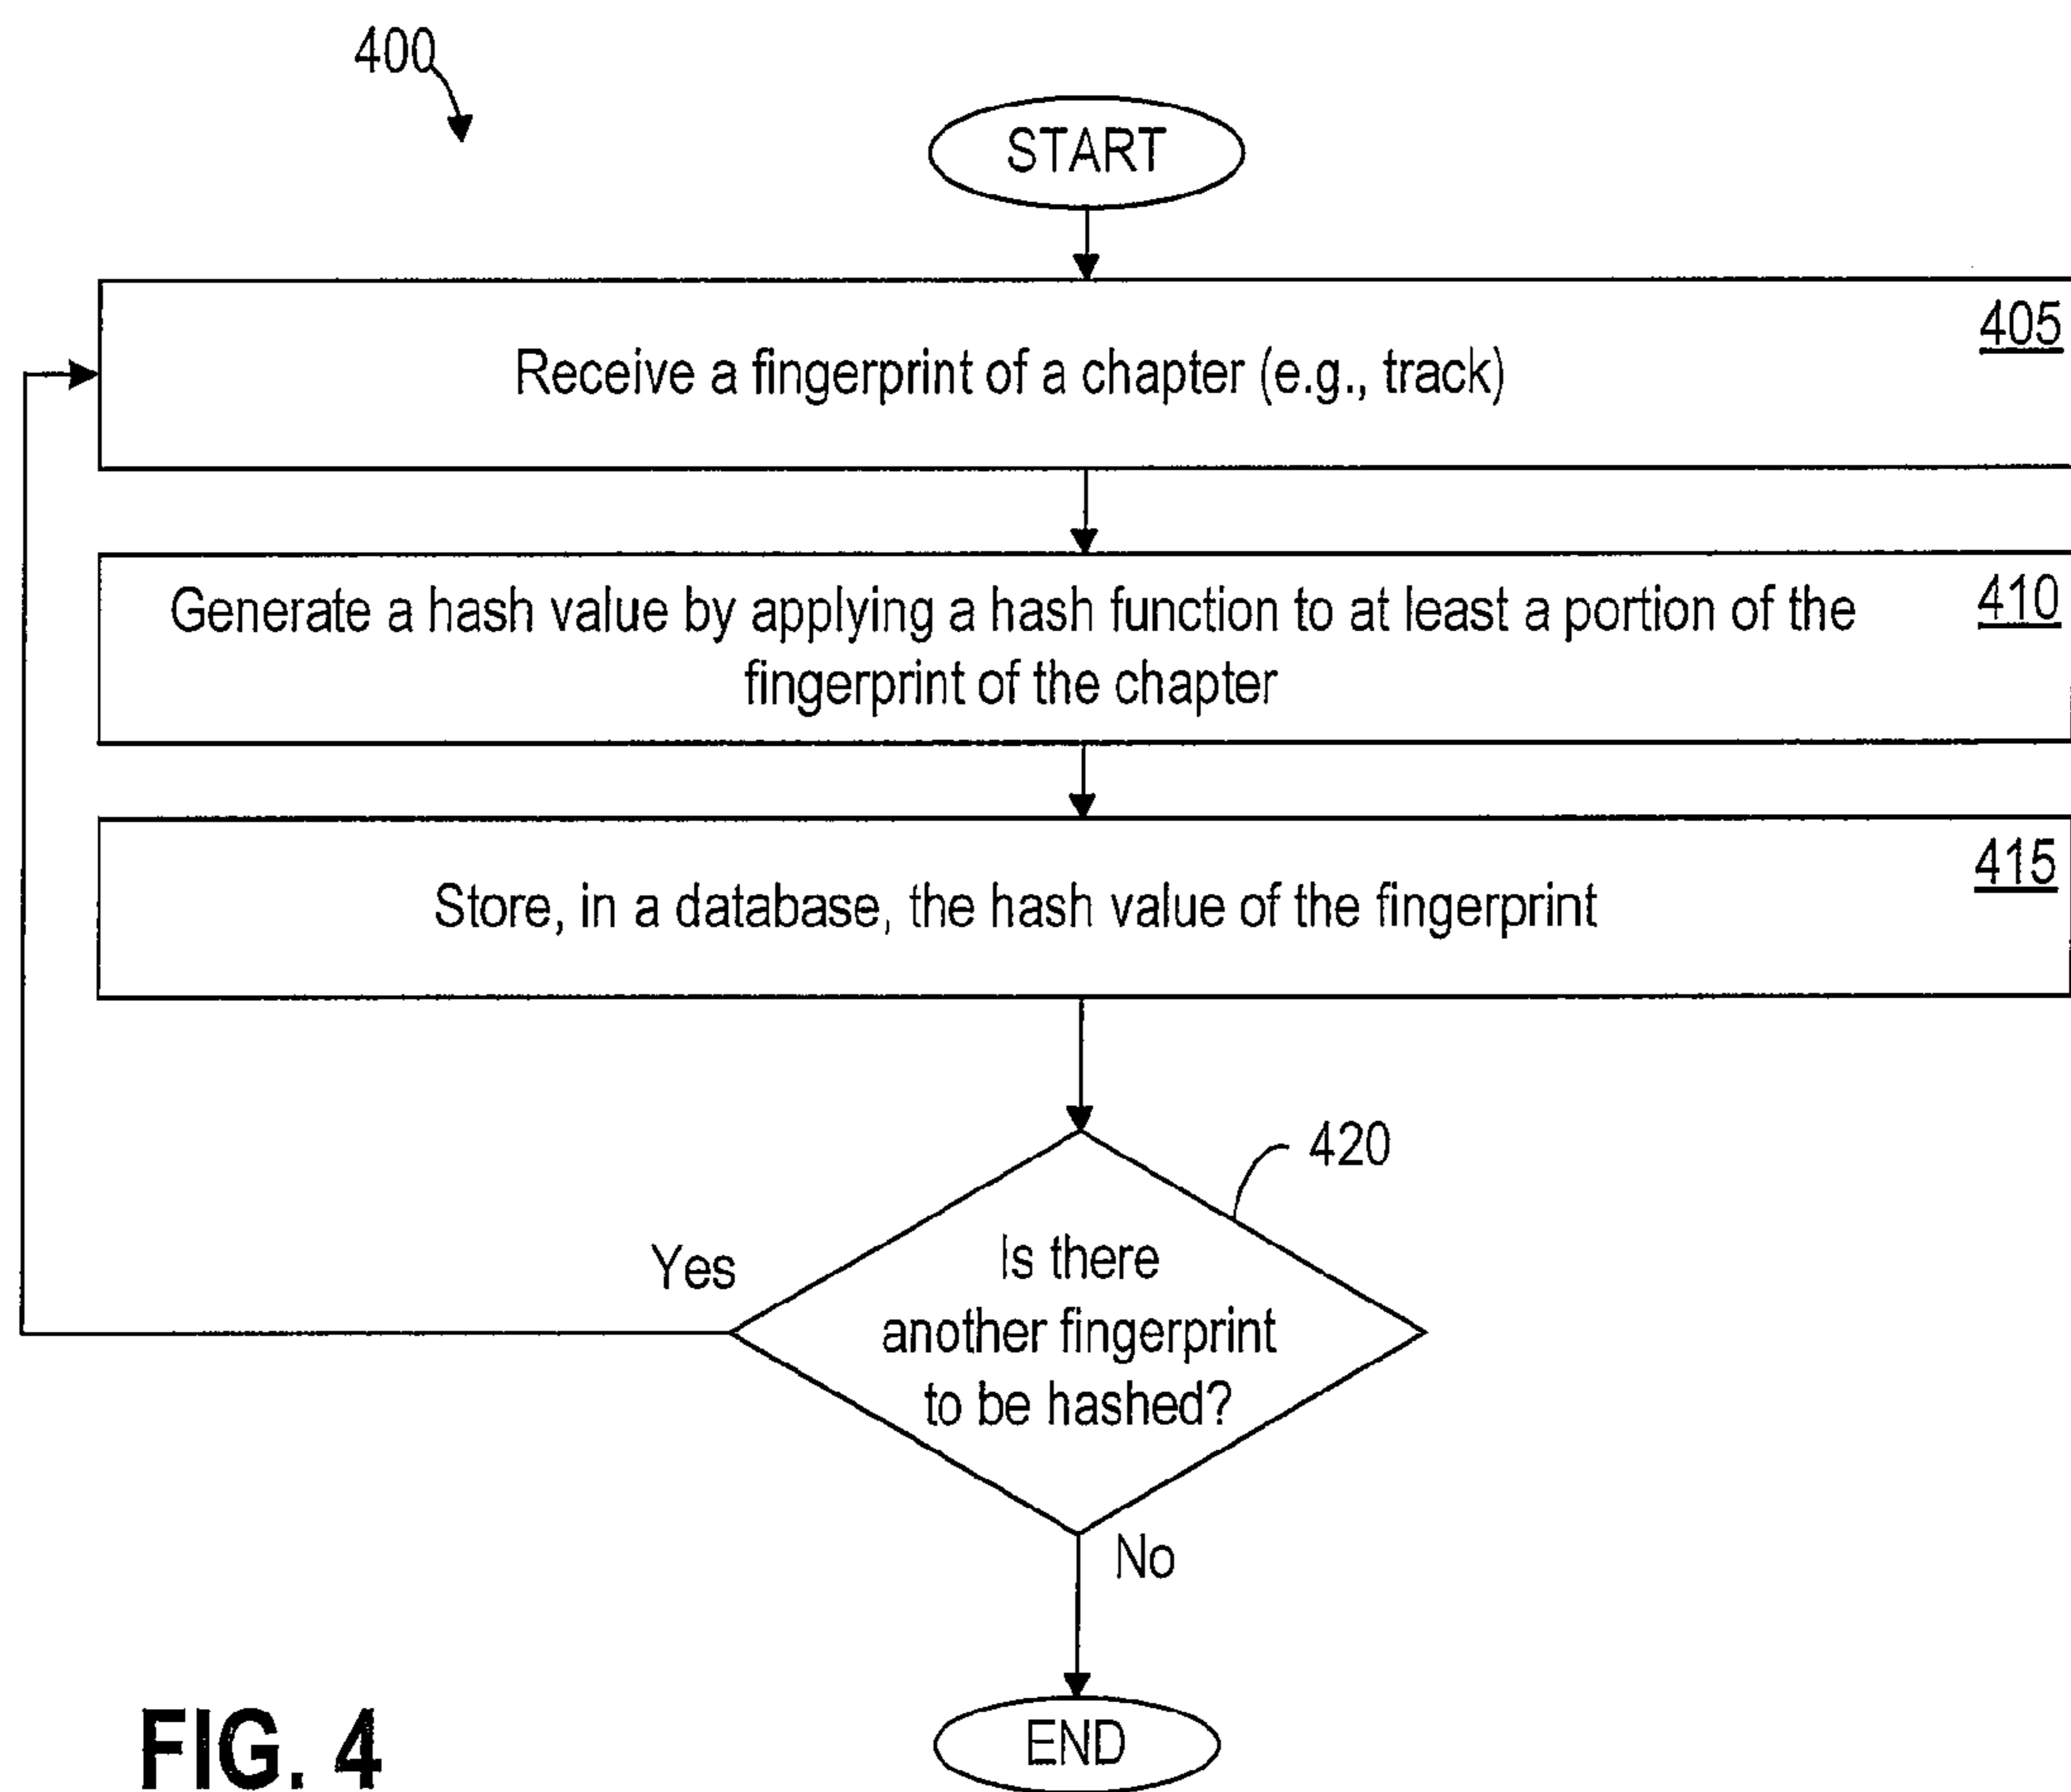 400
START
405
Receive a fingerprint of a chapter (e.g., track)
410
Generate a hash value by applying a hash function to at least a portion of the
fingerprint of the chapter
415
Store, in a database, the hash value of the fingerprint
420
Yes
Is there
another fingerprint
to be hashed?
No
END
FIG. 4